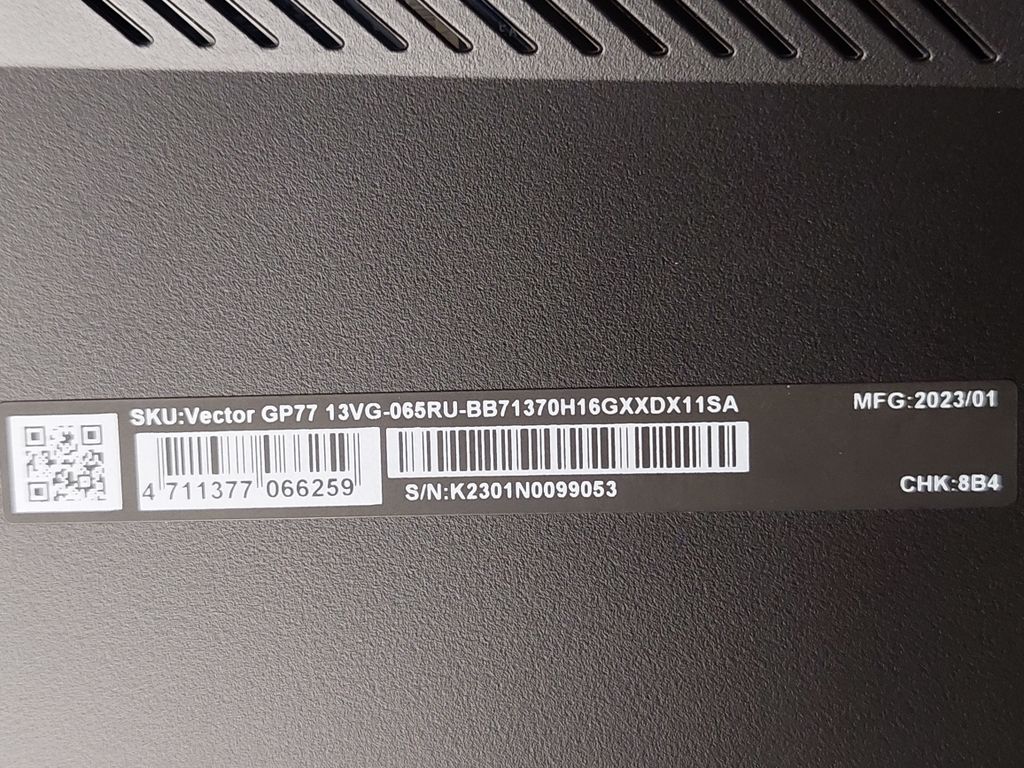 SKU:Vector GP77 13VG-065RU-BB71370H16GXXDX11SA
MFG:2023/01
4 711377 066259
S/N:K2301N0099053
CHK:8B4